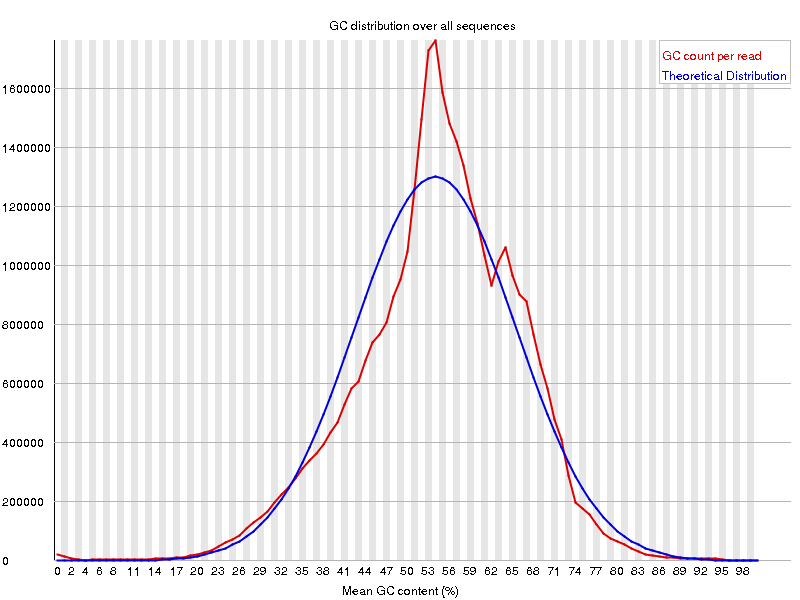 GC distribution over all sequences
GC count per read
Theoretical Distribution
1600000
1400000
1200000
1000000
800000
600000
400000
200000
0
0 2 4 6 8 11 14 17 20 23 26 29 32 35 38 41 44 47 50 53 56 59 62 65 68 71 74 77 80 83 86 89 92 95 98
Mean GC content (%)